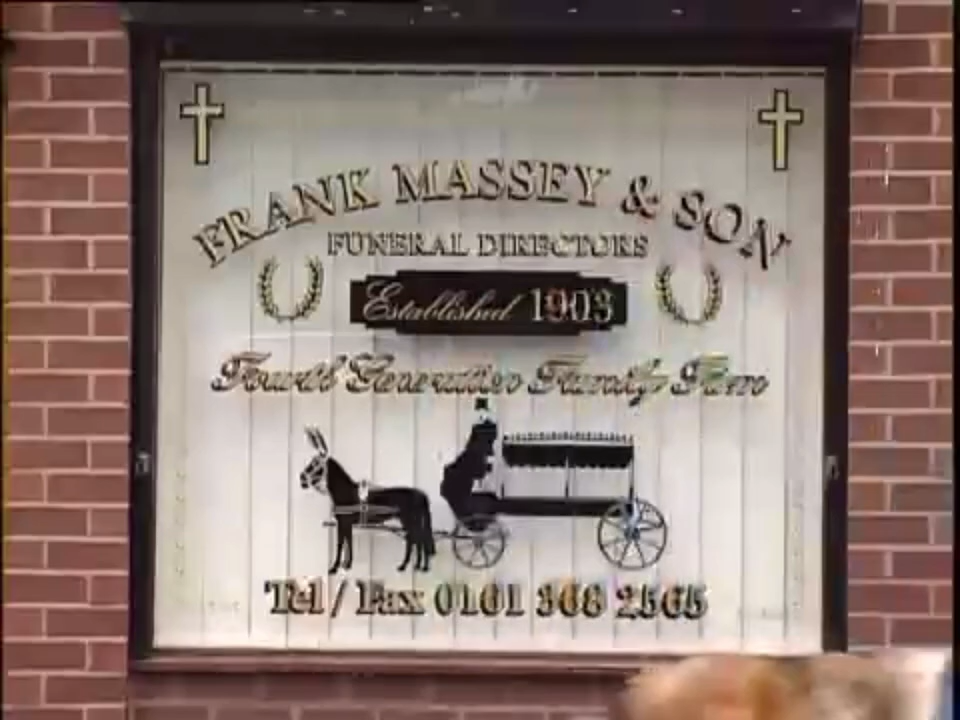 FRANK MASSEY & SON
FUNERAL DIRECTORS
Established 1903
Fourth Generation Family Firm
Tel / Fax 0161 368 2565